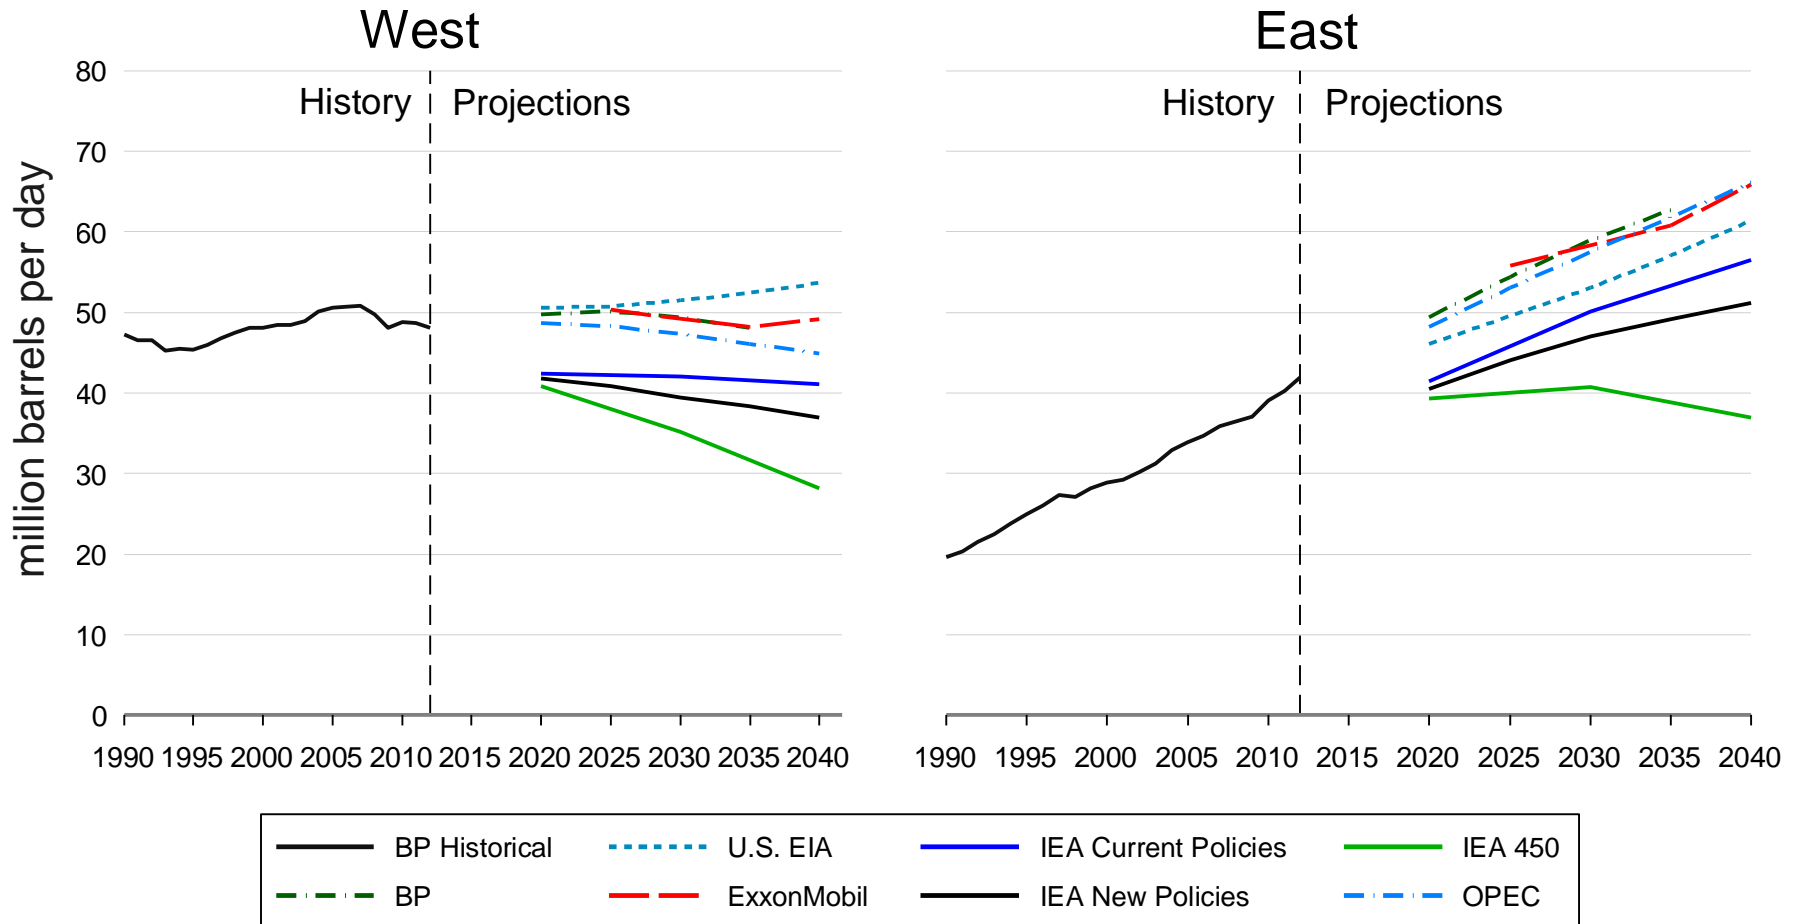 West East
80
History Projections History Projections
70
60
50
40
30
20
10
0
million barrels per day
1990 1995 2000 2005 2010 2015 2020 2025 2030 2035 2040
1990 1995 2000 2005 2010 2015 2020 2025 2030 2035 2040
BP Historical U.S. EIA IEA Current Policies IEA 450
BP ExxonMobil IEA New Policies OPEC